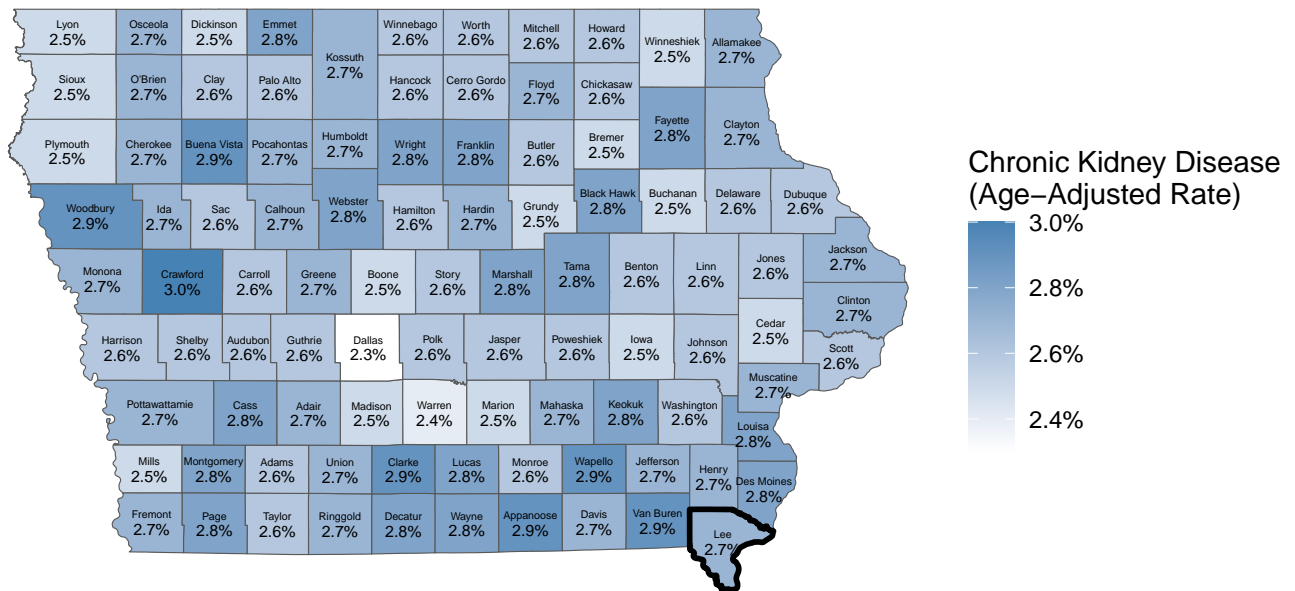 Lyon
2.5%
Osceola
2.7%
Dickinson
2.5%
Emmet
2.8%
Kossuth
2.7%
Winnebago
2.6%
Worth
2.6%
Mitchell
2.6%
Howard
2.6%
Winneshiek
2.5%
Allamakee
2.7%
Sioux
2.5%
O'Brien
2.7%
Clay
2.6%
Palo Alto
2.6%
Hancock
2.6%
Cerro Gordo
2.6%
Floyd
2.7%
Chickasaw
2.6%
Fayette
2.8%
Clayton
2.7%
Plymouth
2.5%
Cherokee
2.7%
Buena Vista
2.9%
Pocahontas
2.7%
Humboldt
2.7%
Wright
2.8%
Franklin
2.8%
Butler
2.6%
Bremer
2.5%
Woodbury
2.9%
Ida
2.7%
Sac
2.6%
Calhoun
2.7%
Webster
2.8%
Hamilton
2.6%
Hardin
2.7%
Grundy
2.5%
Black Hawk
2.8%
Buchanan
2.5%
Delaware
2.6%
Dubuque
2.6%
Monona
2.7%
Crawford
3.0%
Carroll
2.6%
Greene
2.7%
Boone
2.5%
Story
2.6%
Marshall
2.8%
Tama
2.8%
Benton
2.6%
Linn
2.6%
Jones
2.6%
Jackson
2.7%
Clinton
2.7%
Harrison
2.6%
Shelby
2.6%
Audubon
2.6%
Guthrie
2.6%
Dallas
2.3%
Polk
2.6%
Jasper
2.6%
Poweshiek
2.6%
Iowa
2.5%
Johnson
2.6%
Cedar
2.5%
Scott
2.6%
Muscatine
2.7%
Pottawattamie
2.7%
Cass
2.8%
Adair
2.7%
Madison
2.5%
Warren
2.4%
Marion
2.5%
Mahaska
2.7%
Keokuk
2.8%
Washington
2.6%
Louisa
2.8%
Mills
2.5%
Montgomery
2.8%
Adams
2.6%
Union
2.7%
Clarke
2.9%
Lucas
2.8%
Monroe
2.6%
Wapello
2.9%
Jefferson
2.7%
Henry
2.7%
Des Moines
2.8%
Fremont
2.7%
Page
2.8%
Taylor
2.6%
Ringgold
2.7%
Decatur
2.8%
Wayne
2.8%
Appanoose
2.9%
Davis
2.7%
Van Buren
2.9%
Lee
2.7%
Chronic Kidney Disease
(Age−Adjusted Rate)
3.0%
2.8%
2.6%
2.4%